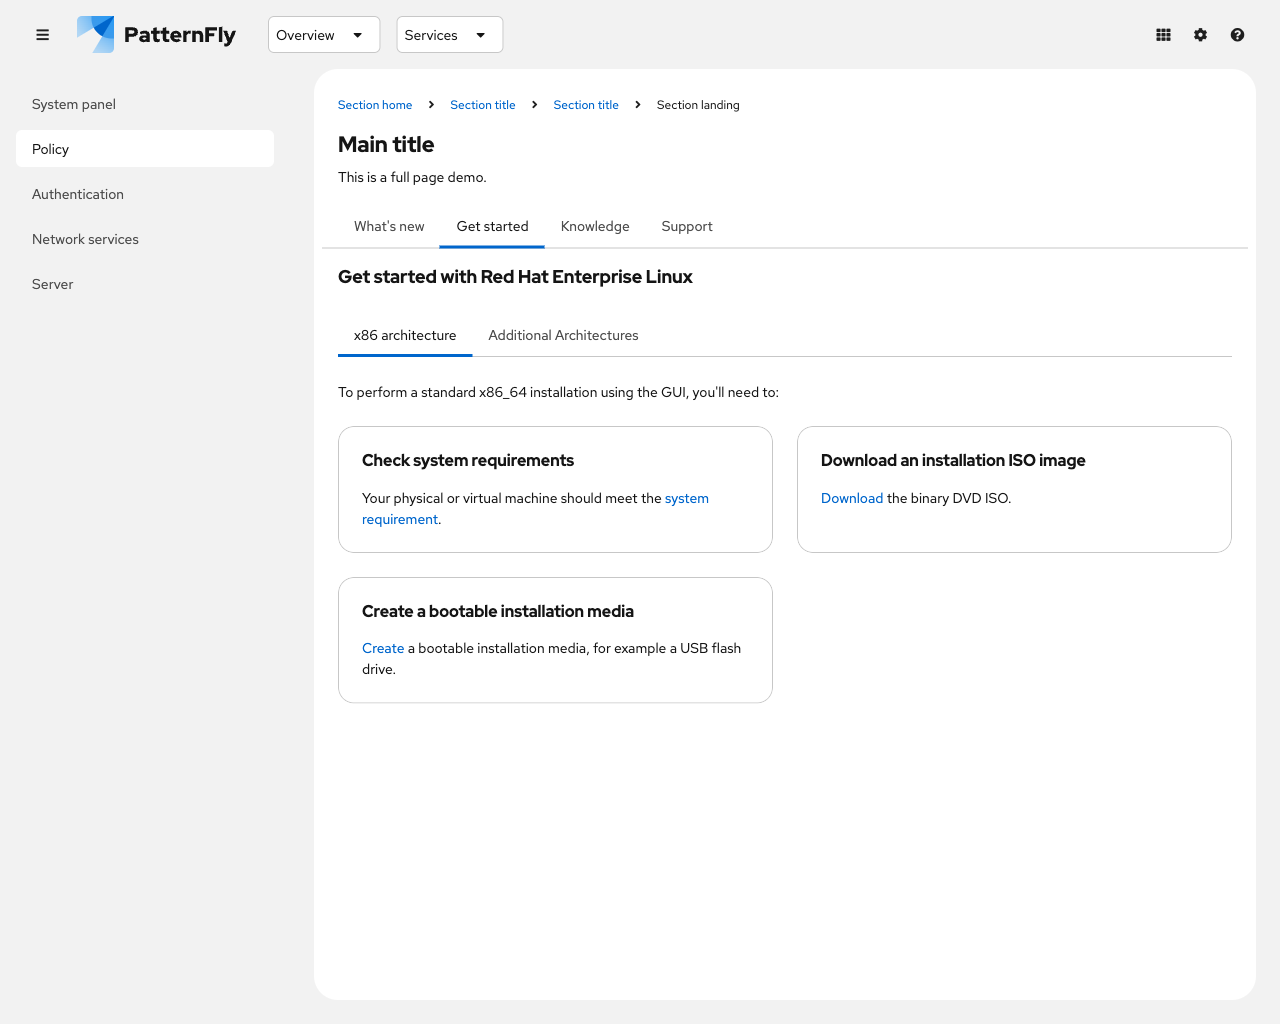 PatternFly
Overview
Services
System panel
Policy
Authentication
Network services
Server
Section home
Section title
Section title
Section landing
Main title
This is a full page demo.
What's new
Get started
Knowledge
Support
Get started with Red Hat Enterprise Linux
x86 architecture
Additional Architectures
To perform a standard x86_64 installation using the GUI, you'll need to:
Check system requirements
Your physical or virtual machine should meet the system
requirement.
Download an installation ISO image
Download the binary DVD ISO.
Create a bootable installation media
Create a bootable installation media, for example a USB flash
drive.